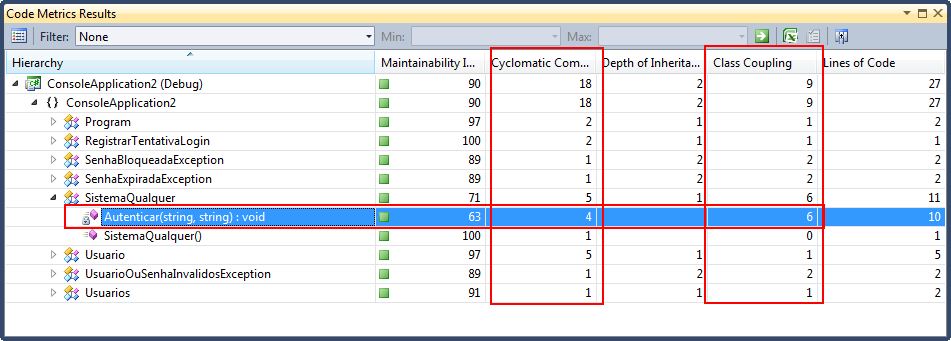 Code Metrics Results
Filter: None Min: Max:
Hierarchy Maintainability I... Cyclomatic Com... Depth of Inherita... Class Coupling Lines of Code
ConsoleApplication2 (Debug) 90 18 2 9 27
{ } ConsoleApplication2 90 18 2 9 27
Program 97 2 1 1 2
RegistrarTentativaLogin 100 2 1 1 2
SenhaBloqueadaException 89 1 2 2 2
SenhaExpiradaException 89 1 2 2 2
SistemaQualquer 71 5 1 6 11
Autenticar(string, string) : void 63 4 6 10
SistemaQualquer() 100 1 0 1
Usuario 97 5 1 1 5
UsuarioOuSenhaInvalidosException 89 1 2 2 2
Usuarios 91 1 1 1 2